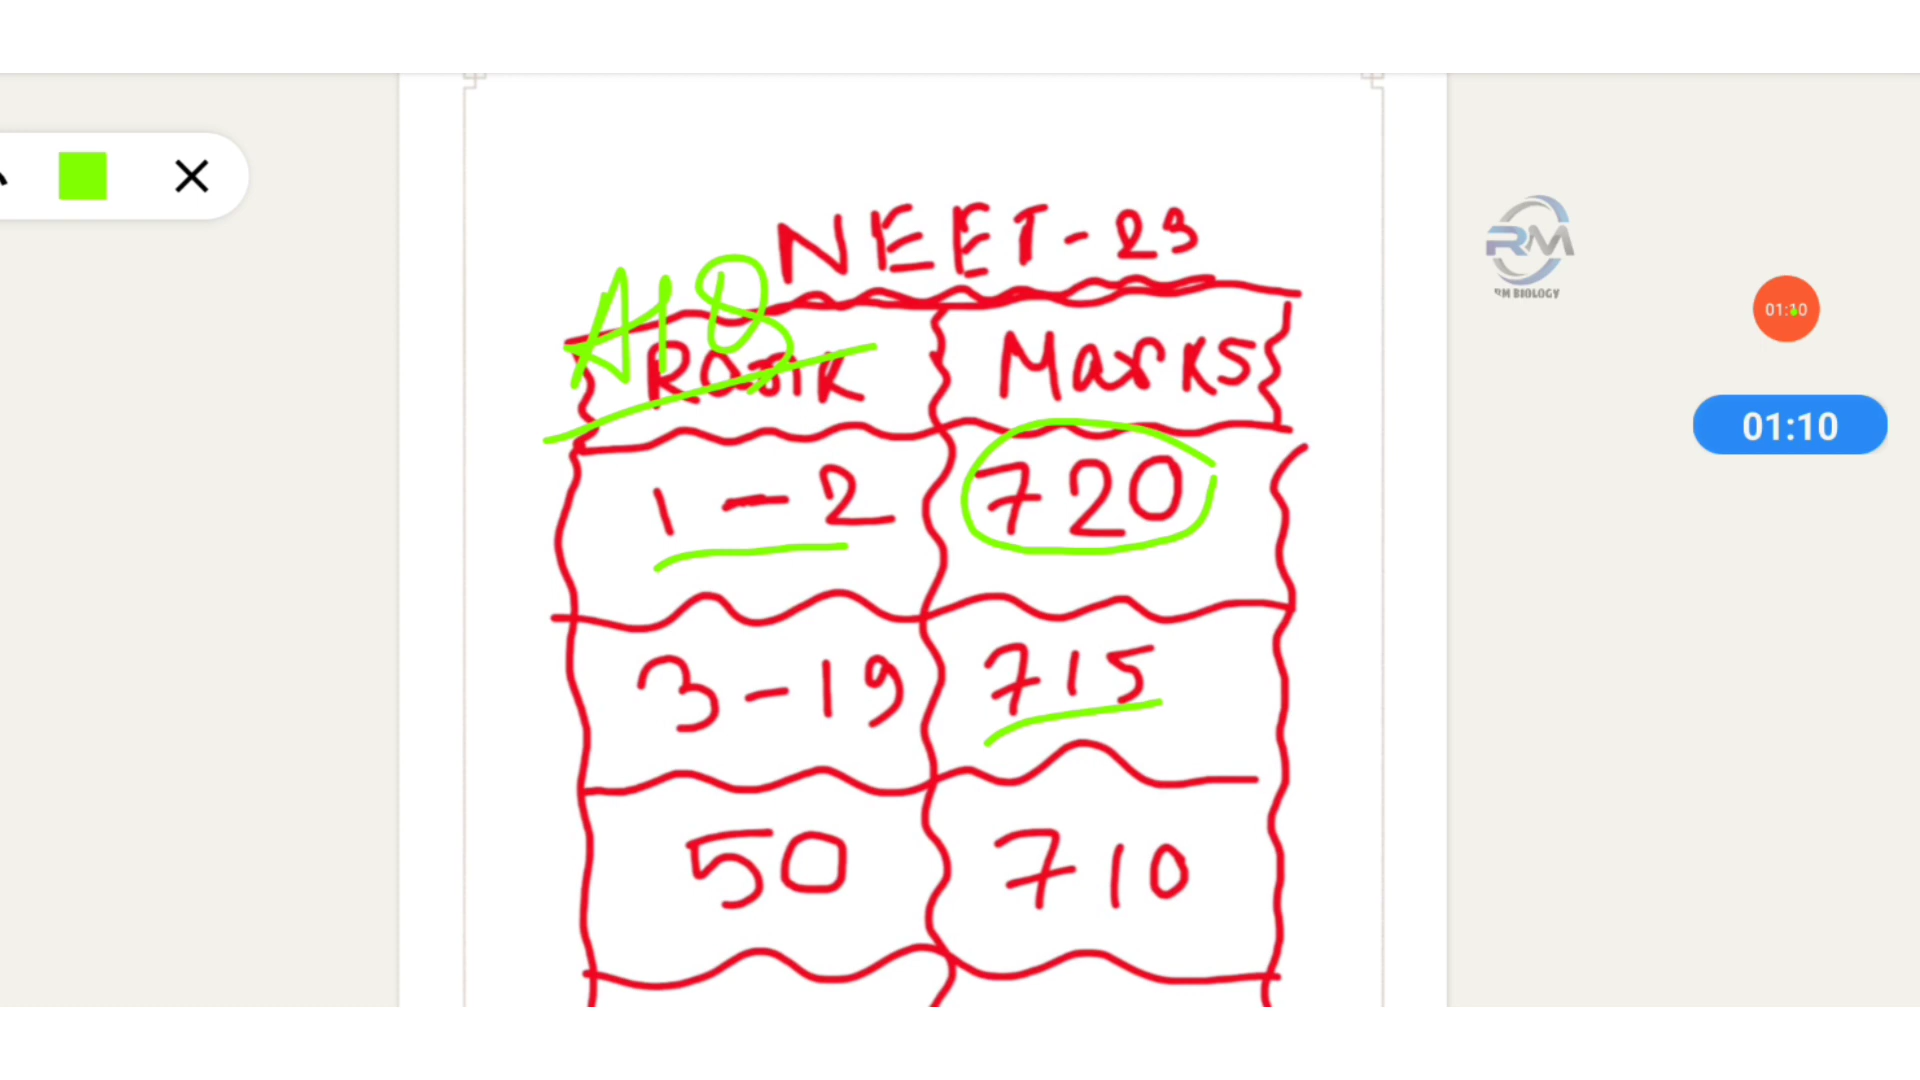 NEET-23
AIR
Rank Marks
1-2 720
3-19 715
50 710
RM
RM BIOLOGY
01:10
01:10